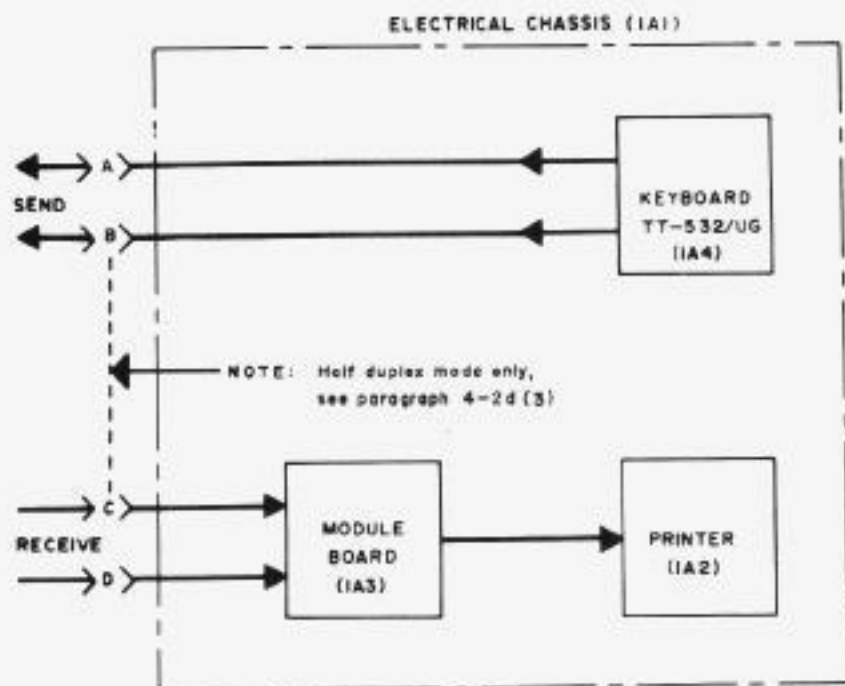 ELECTRICAL CHASSIS (1A1)
A
SEND
B
KEYBOARD
TT-532/UG
(1A4)
NOTE: Half duplex mode only,
see paragraph 4-2d(3)
C
RECEIVE
D
MODULE
BOARD
(1A3)
PRINTER
(1A2)